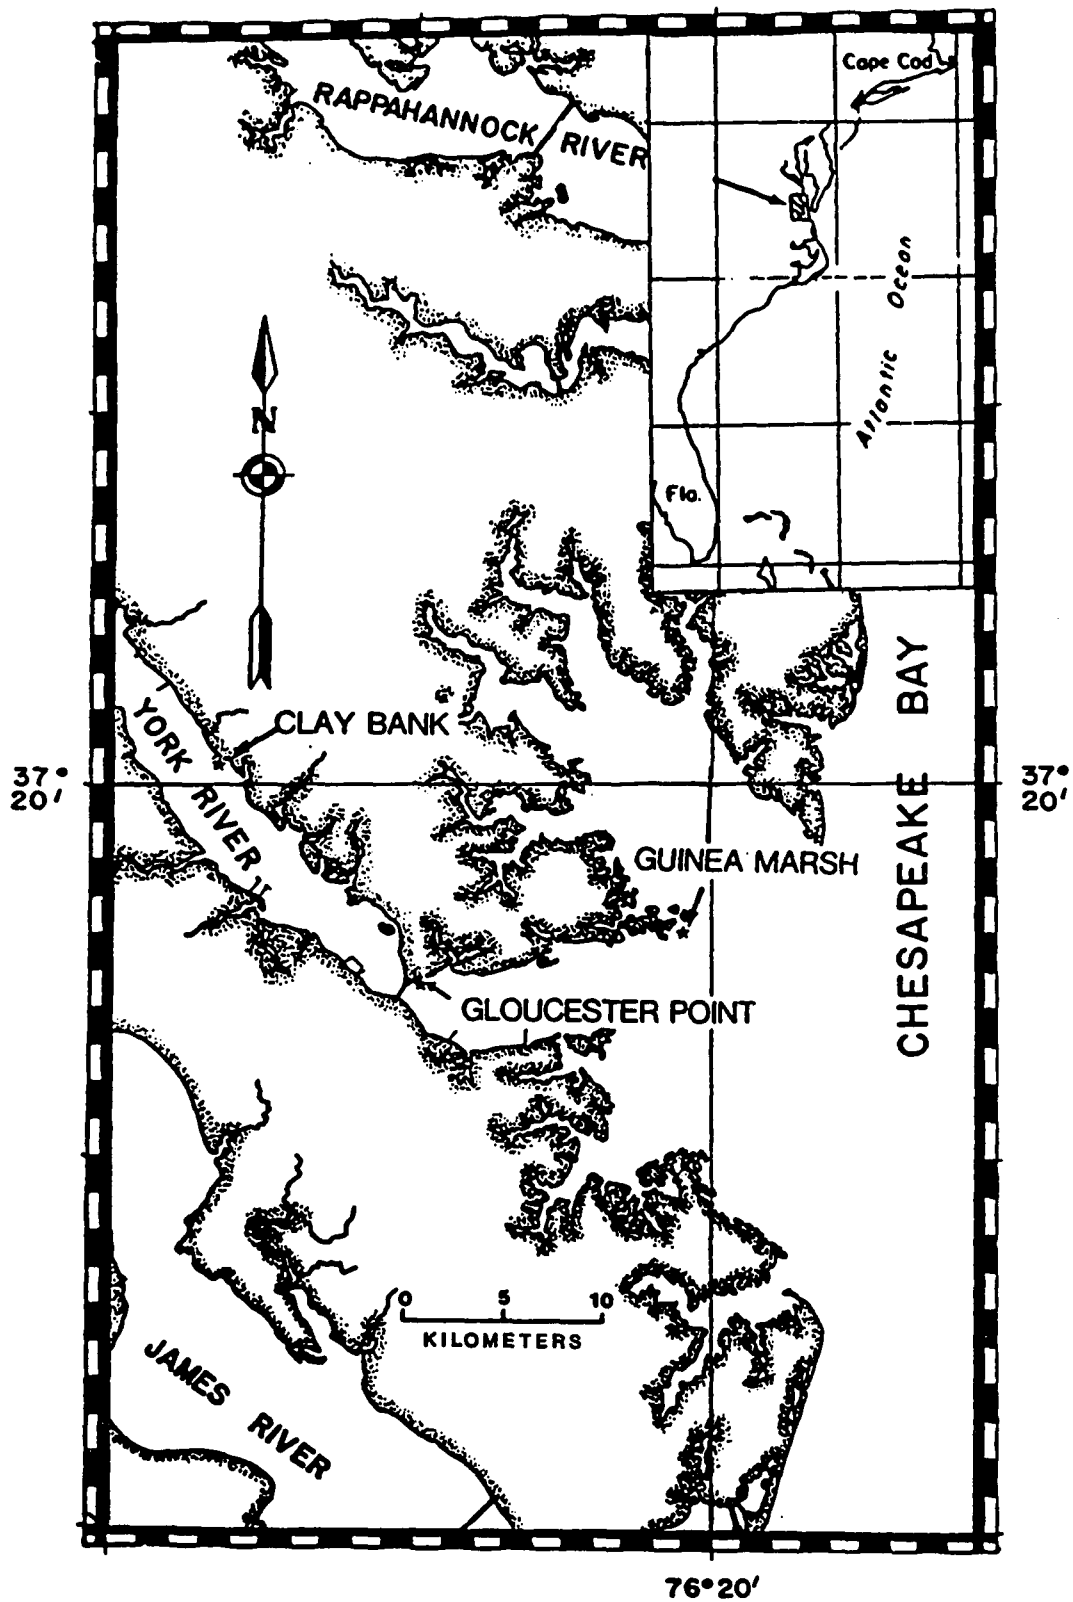 Cape Cod
RAPPAHANNOCK RIVER
Atlantic Ocean
N
Fla.
CHESAPEAKE BAY
YORK RIVER
CLAY BANK
37°
20'
37°
20'
GUINEA MARSH
GLOUCESTER POINT
0 5 10
KILOMETERS
JAMES RIVER
76°20'